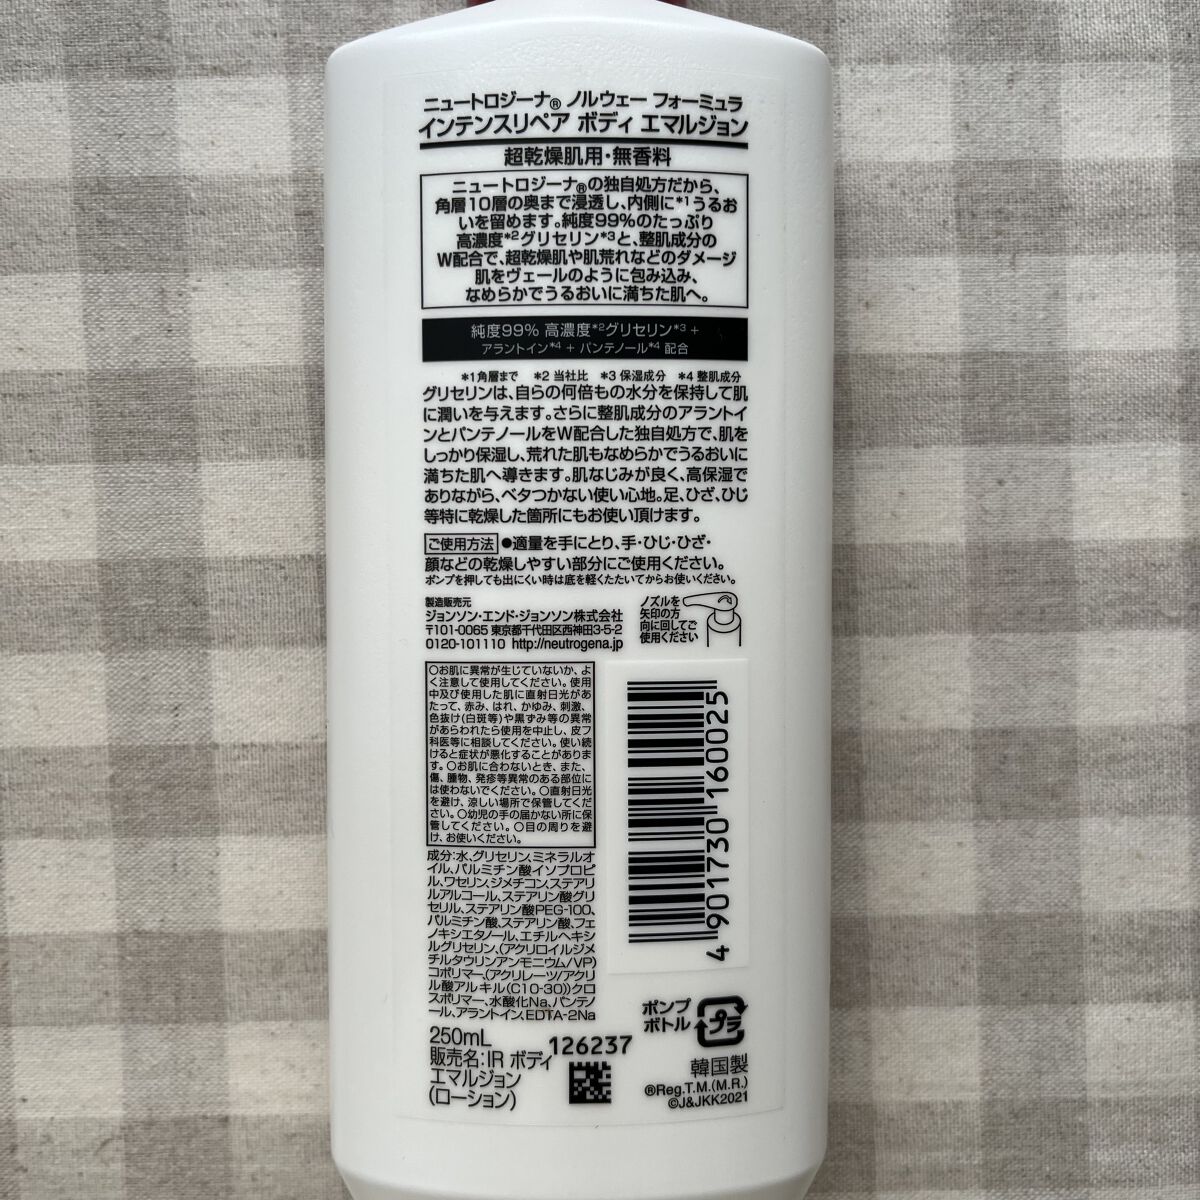 ニュートロジーナ® ノルウェー フォーミュラ
インテンスリペア ボディ エマルジョン
超乾燥肌用・無香料
ニュートロジーナ®の独自処方だから、
角層10層の奥まで浸透し、内側に*1うるお
いを留めます。純度99%のたっぷり
高濃度*2グリセリン*3と、整肌成分の
W配合で、超乾燥肌や肌荒れなどのダメージ
肌をヴェールのように包み込み、
なめらかでうるおいに満ちた肌へ。
純度99% 高濃度*2グリセリン*3 +
アラントイン*4 + パンテノール*4 配合
*1角層まで *2 当社比 *3 保湿成分 *4 整肌成分
グリセリンは、自らの何倍もの水分を保持して肌
に潤いを与えます。さらに整肌成分のアラントイ
ンとパンテノールをW配合した独自処方で、肌を
しっかり保湿し、荒れた肌もなめらかでうるおいに
満ちた肌へ導きます。肌なじみが良く、高保湿で
ありながら、ベタつかない使い心地。足、ひざ、ひじ
等特に乾燥した箇所にもお使い頂けます。
ご使用方法 ●適量を手にとり、手・ひじ・ひざ・
顔などの乾燥しやすい部分にご使用ください。
ポンプを押しても出にくい時は底を軽くたたいてからお使いください。
製造販売元
ジョンソン・エンド・ジョンソン株式会社
〒101-0065 東京都千代田区西神田3-5-2
0120-101110 http://neutrogena.jp
ノズルを
矢印の方
向に回してご
使用ください
○お肌に異常が生じていないか、よ
く注意して使用してください。使用
中及び使用した肌に直射日光があ
たって、赤み、はれ、かゆみ、刺激、
色抜け(白斑等)や黒ずみ等の異常
があらわれたら使用を中止し、皮フ
科医等に相談してください。使い続
けると症状が悪化することがありま
す。○お肌に合わないとき、また、
傷、腫物、発疹等異常のある部位に
は使わないでください。○直射日光
を避け、涼しい場所で保管してくだ
さい。○幼児の手の届かない所に保
管してください。○目の周りを避
け、お使いください。
成分:水、グリセリン、ミネラルオ
イル、パルミチン酸イソプロピ
ル、ワセリン、ジメチコン、ステアリ
ルアルコール、ステアリン酸グリ
セリル、ステアリン酸PEG-100、
パルミチン酸、ステアリン酸、フェ
ノキシエタノール、エチルヘキシ
ルグリセリン、(アクリロイルジメ
チルタウリンアンモニウム/VP)
コポリマー、(アクリレーツ/アクリ
ル酸アルキル(C10-30))クロ
スポリマー、水酸化Na、パンテノ
ール、アラントイン、EDTA-2Na
250mL
販売名:IR ボディ
エマルジョン
(ローション)
126237
4 901730 160025
ポンプ
ボトル
プラ
韓国製
®Reg.T.M.(M.R.)
©J&JKK2021